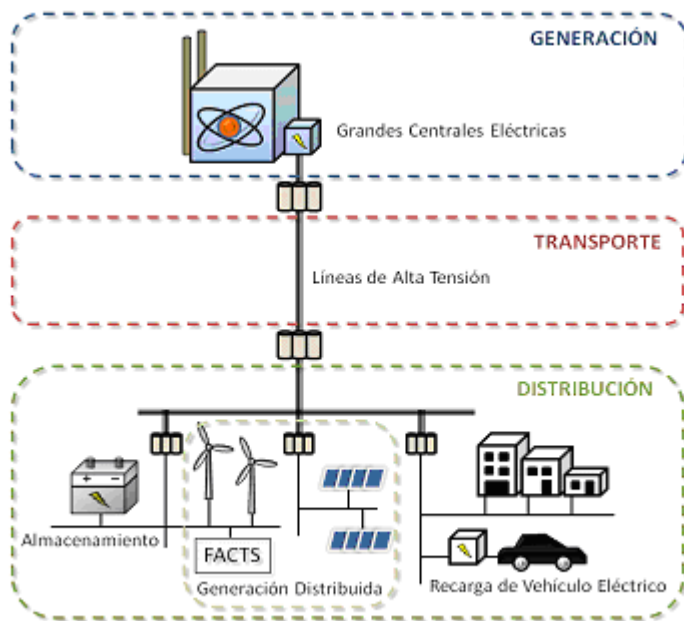 GENERACIÓN
Grandes Centrales Eléctricas
TRANSPORTE
Líneas de Alta Tensión
DISTRIBUCIÓN
Almacenamiento
FACTS
Generación Distribuida
Recarga de Vehículo Eléctrico